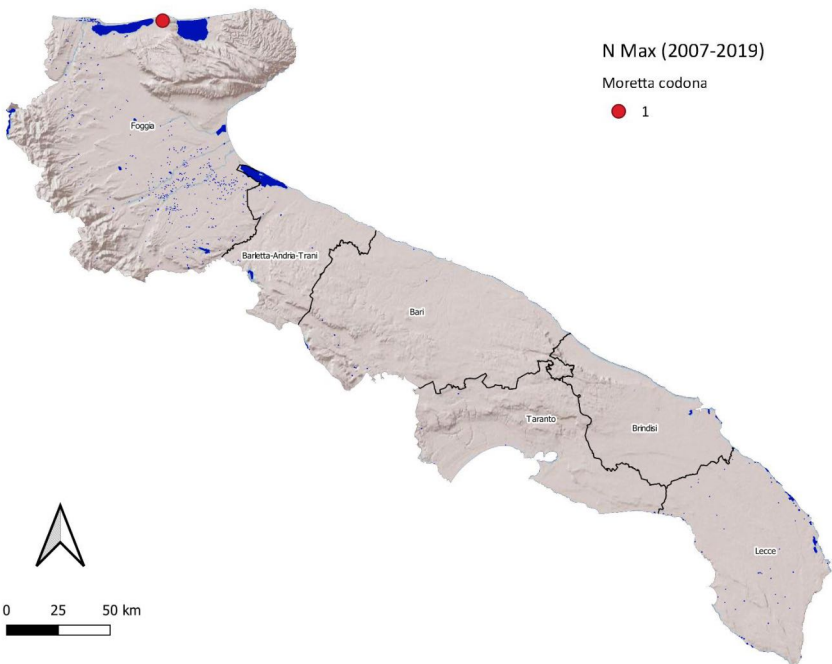 N Max (2007-2019)
Moretta codona
1
Foggia
Barletta-Andria-Trani
Bari
Taranto
Brindisi
Lecce
0 25 50 km